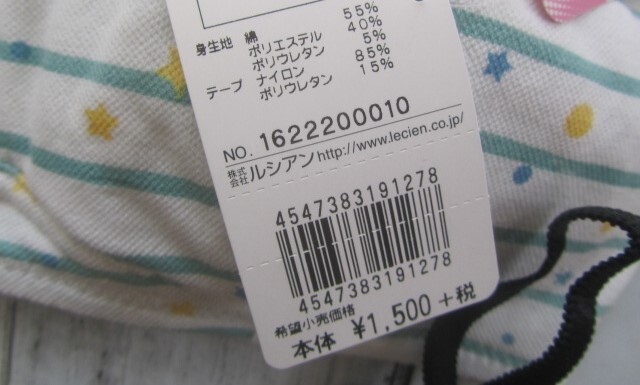 身生地 綿 55%
ポリエステル 40%
ポリウレタン 5%
テープ ナイロン 85%
ポリウレタン 15%
NO. 1622200010
株式会社 ルシアン http://www.lecien.co.jp/
4547383191278
4547383191278
希望小売価格
本体 ¥1,500+税